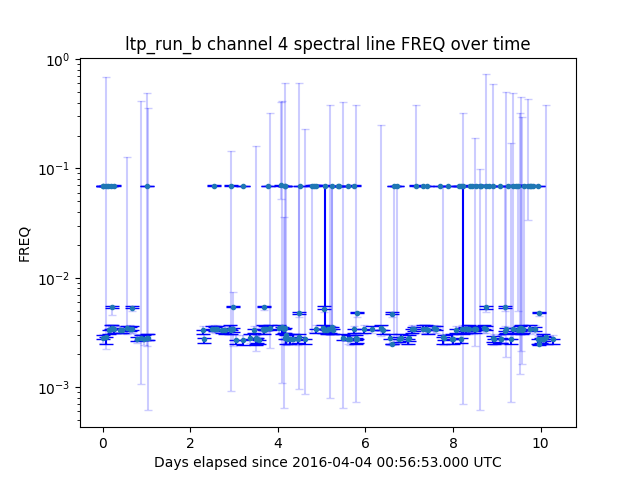 ltp_run_b channel 4 spectral line FREQ over time
FREQ
10⁰
10⁻¹
10⁻²
10⁻³
0 2 4 6 8 10
Days elapsed since 2016-04-04 00:56:53.000 UTC